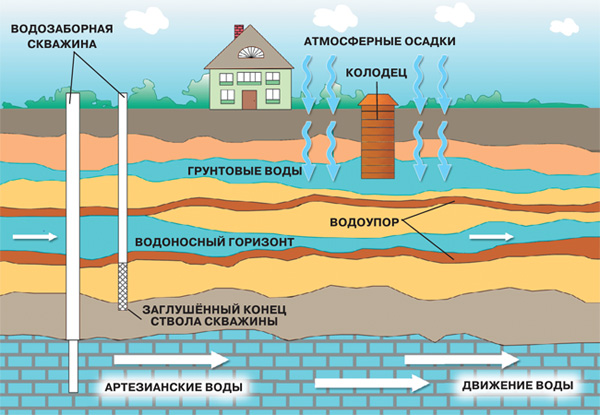 ВОДОЗАБОРНАЯ
СКВАЖИНА
АТМОСФЕРНЫЕ ОСАДКИ
КОЛОДЕЦ
ГРУНТОВЫЕ ВОДЫ
ВОДОУПОР
ВОДОНОСНЫЙ ГОРИЗОНТ
ЗАГЛУШЁННЫЙ КОНЕЦ
СТВОЛА СКВАЖИНЫ
АРТЕЗИАНСКИЕ ВОДЫ
ДВИЖЕНИЕ ВОДЫ